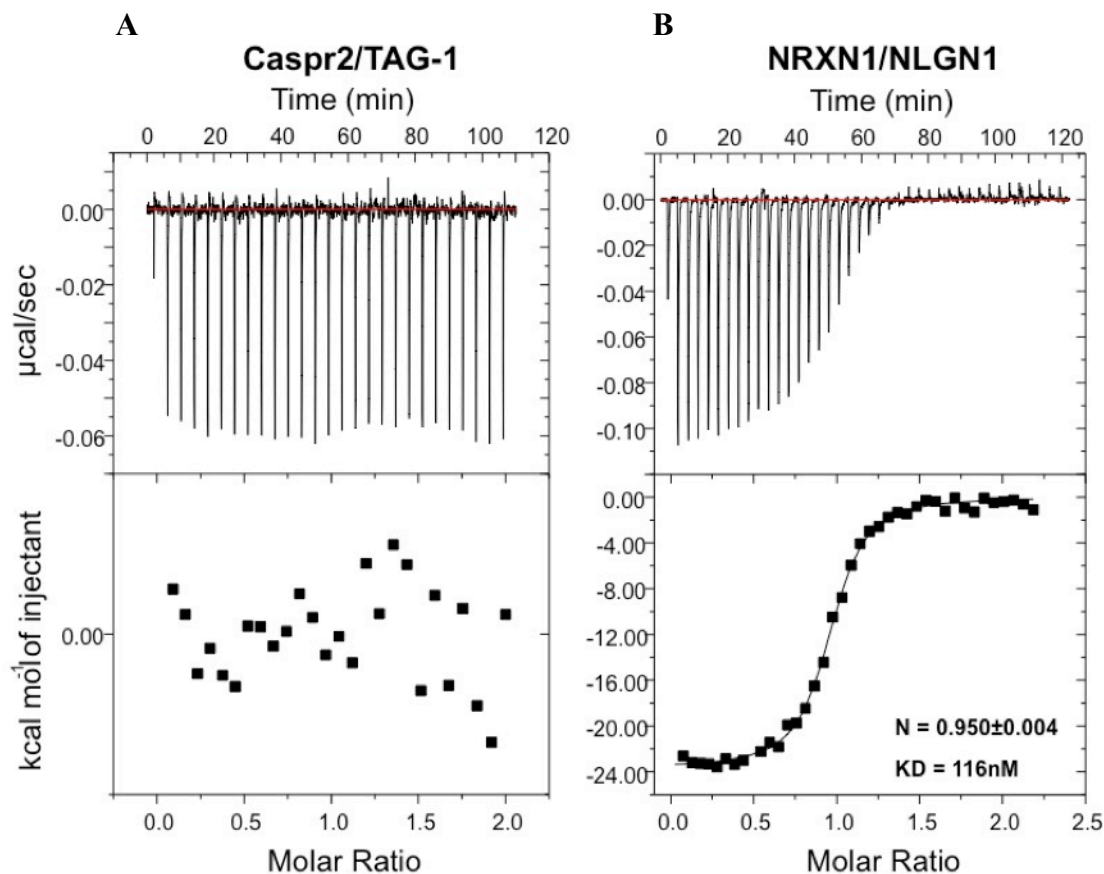 A
Caspr2/TAG-1
Time (min)
0 20 40 60 80 100 120
µcal/sec
0.00
-0.02
-0.04
-0.06
kcal mol-1of injectant
0.00
0.0 0.5 1.0 1.5 2.0
Molar Ratio
B
NRXN1/NLGN1
Time (min)
0 20 40 60 80 100 120
0.00
-0.02
-0.04
-0.06
-0.08
-0.10
0.00
-4.00
-8.00
-12.00
-16.00
-20.00
-24.00
N = 0.950±0.004
KD = 116nM
0.0 0.5 1.0 1.5 2.0 2.5
Molar Ratio